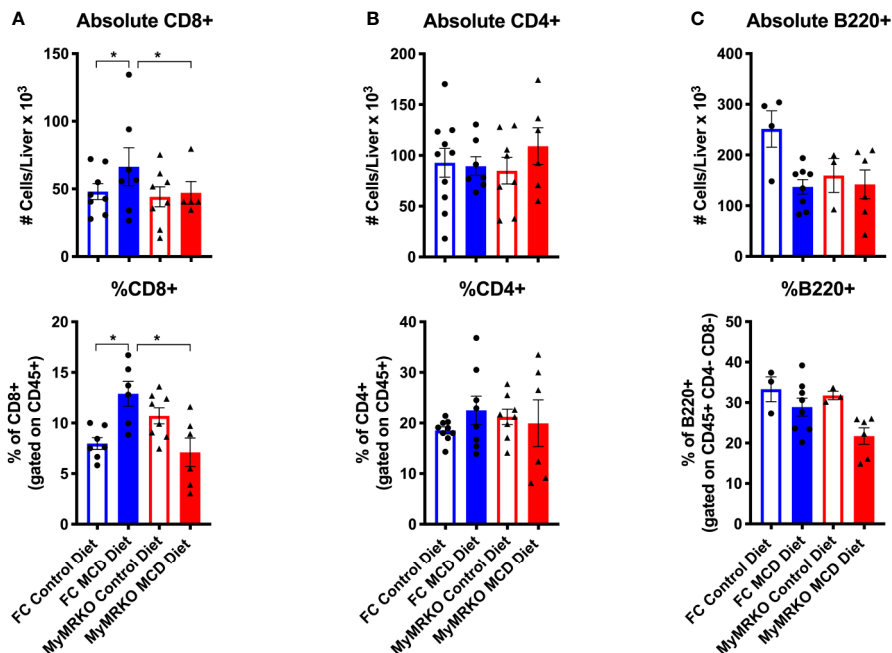 A
Absolute CD8+
# Cells/Liver x 10³
150
100
50
0
*
*
B
Absolute CD4+
# Cells/Liver x 10³
200
150
100
50
0
C
Absolute B220+
# Cells/Liver x 10³
400
300
200
100
0
%CD8+
% of CD8+
(gated on CD45+)
20
15
10
5
0
*
*
FC Control Diet
FC MCD Diet
MyMRKO Control Diet
MyMRKO MCD Diet
%CD4+
% of CD4+
(gated on CD45+)
40
30
20
10
0
FC Control Diet
FC MCD Diet
MyMRKO Control Diet
MyMRKO MCD Diet
%B220+
% of B220+
(gated on CD45+ CD4- CD8-)
50
40
30
20
10
0
FC Control Diet
FC MCD Diet
MyMRKO Control Diet
MyMRKO MCD Diet